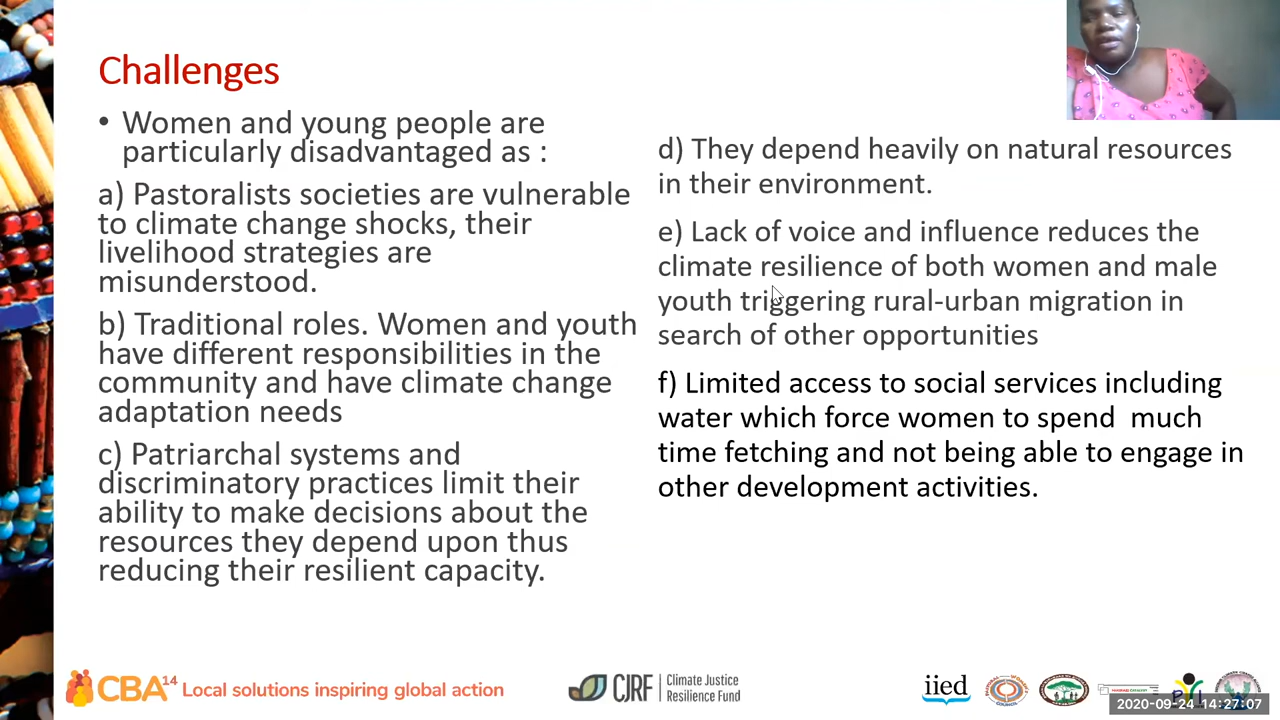 Challenges
• Women and young people are
particularly disadvantaged as :
a) Pastoralists societies are vulnerable
to climate change shocks, their
livelihood strategies are
misunderstood.
b) Traditional roles. Women and youth
have different responsibilities in the
community and have climate change
adaptation needs
c) Patriarchal systems and
discriminatory practices limit their
ability to make decisions about the
resources they depend upon thus
reducing their resilient capacity.
d) They depend heavily on natural resources
in their environment.
e) Lack of voice and influence reduces the
climate resilience of both women and male
youth triggering rural-urban migration in
search of other opportunities
f) Limited access to social services including
water which force women to spend  much
time fetching and not being able to engage in
other development activities.
CBA14 Local solutions inspiring global action
CJRF Climate Justice
Resilience Fund
iied
2020-09-24 14:27:07